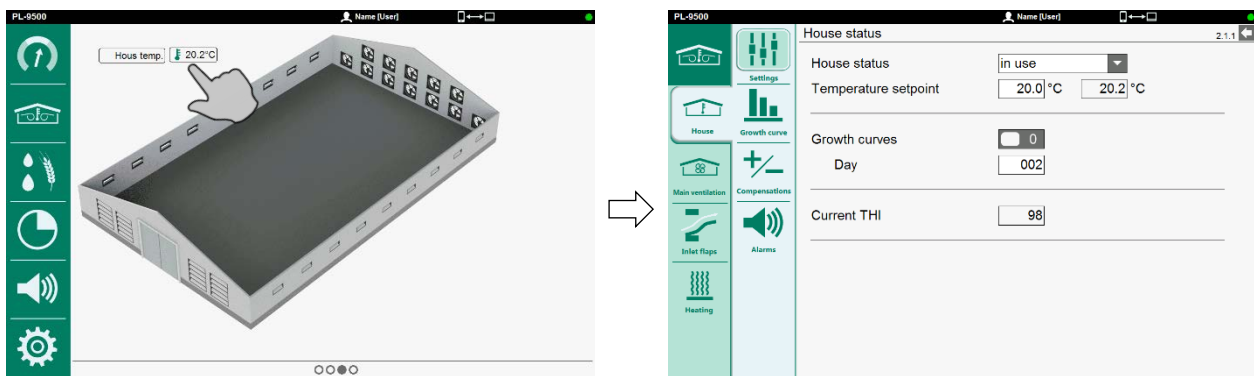 PL-9500
Name [User]
Hous temp.
20.2°C
PL-9500
Name [User]
House status
2.1.1
Settings
House
Growth curve
Main ventilation
Compensations
Inlet flaps
Alarms
Heating
House status
in use
Temperature setpoint
20.0 °C
20.2 °C
Growth curves
0
Day
002
Current THI
98